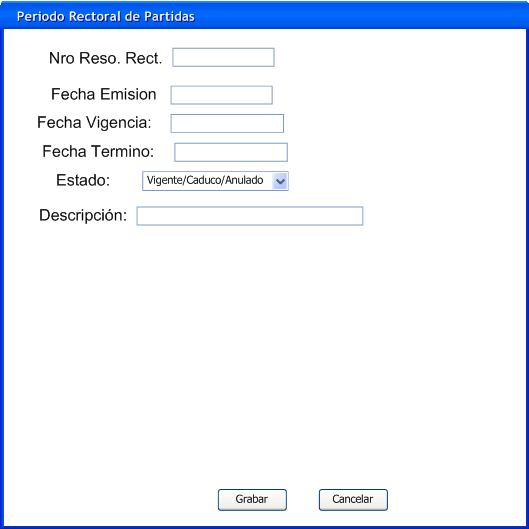 Periodo Rectoral de Partidas
Nro Reso. Rect.
Fecha Emision
Fecha Vigencia:
Fecha Termino:
Estado: Vigente/Caduco/Anulado
Descripción:
Grabar Cancelar